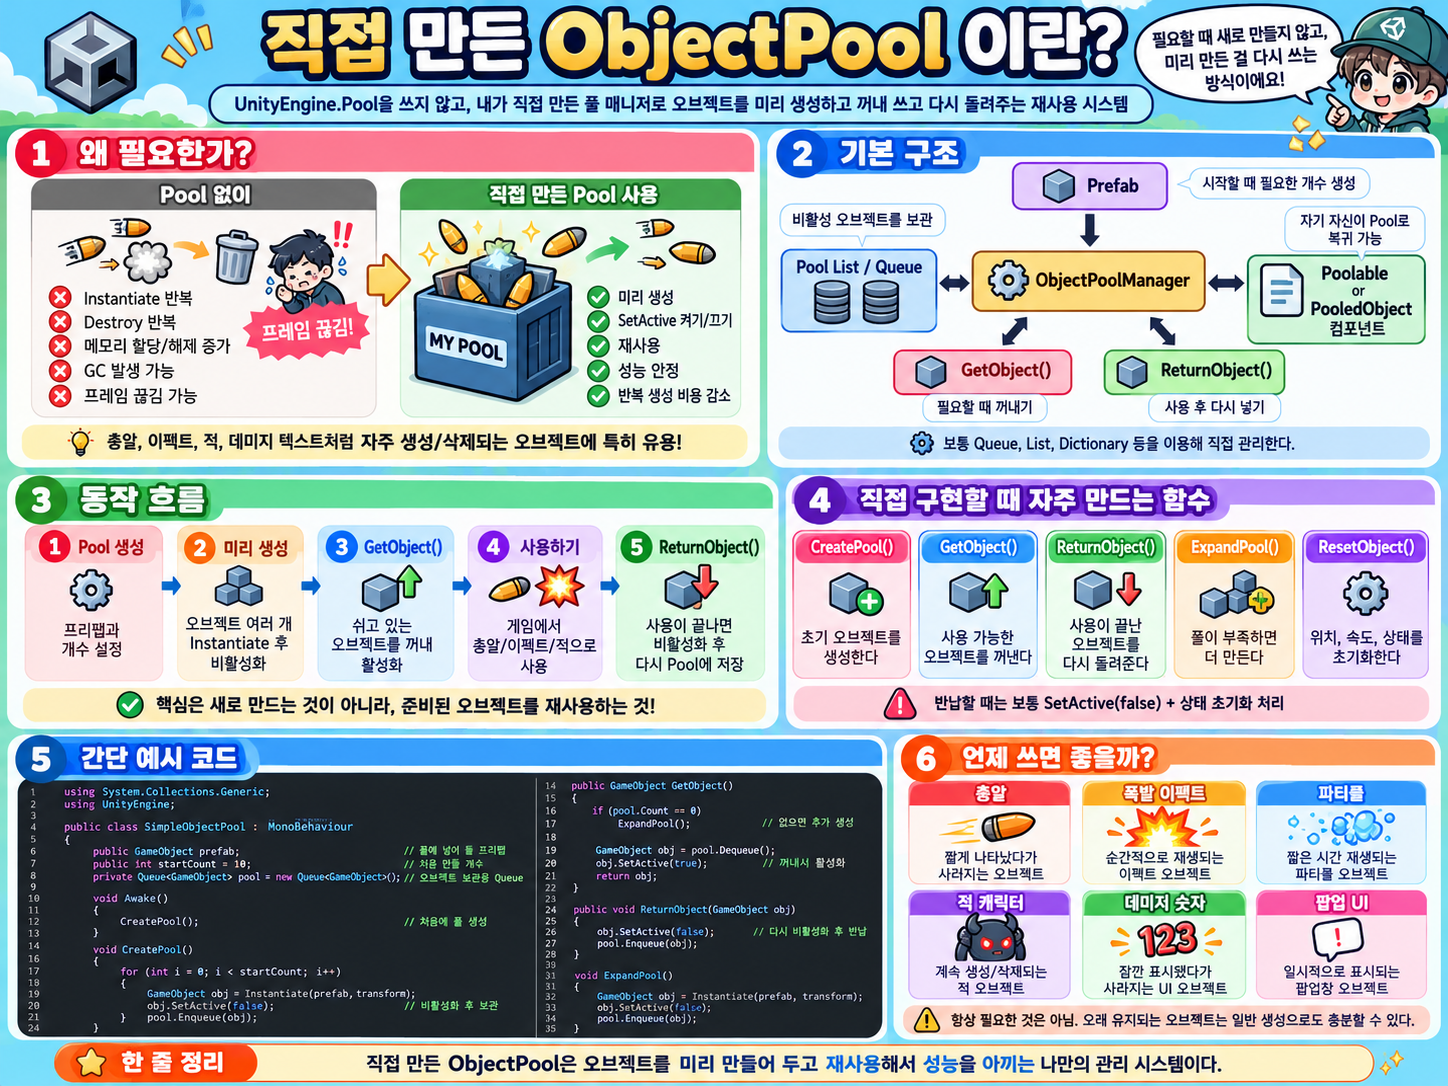 직접 만든 ObjectPool 이란?
필요할 때 새로 만들지 않고,
미리 만든 걸 다시 쓰는
방식이에요!
UnityEngine.Pool을 쓰지 않고, 내가 직접 만든 풀 매니저로 오브젝트를 미리 생성하고 꺼내 쓰고 다시 돌려주는 재사용 시스템
1 왜 필요한가?
Pool 없이
!!
Instantiate 반복
Destroy 반복
메모리 할당/해제 증가
GC 발생 가능
프레임 끊김 가능
프레임 끊김!
직접 만든 Pool 사용
MY POOL
미리 생성
SetActive 켜기/끄기
재사용
성능 안정
반복 생성 비용 감소
총알, 이펙트, 적, 데미지 텍스트처럼 자주 생성/삭제되는 오브젝트에 특히 유용!
2 기본 구조
Prefab
시작할 때 필요한 개수 생성
비활성 오브젝트를 보관
Pool List / Queue
ObjectPoolManager
자기 자신이 Pool로
복귀 가능
Poolable
or
PooledObject
컴포넌트
GetObject()
필요할 때 꺼내기
ReturnObject()
사용 후 다시 넣기
보통 Queue, List, Dictionary 등을 이용해 직접 관리한다.
3 동작 흐름
1 Pool 생성
프리팹과
개수 설정
2 미리 생성
오브젝트 여러 개
Instantiate 후
비활성화
3 GetObject()
쉬고 있는
오브젝트를 꺼내
활성화
4 사용하기
게임에서
총알/이펙트/적으로
사용
5 ReturnObject()
사용이 끝나면
비활성화 후
다시 Pool에 저장
핵심은 새로 만드는 것이 아니라, 준비된 오브젝트를 재사용하는 것!
4 직접 구현할 때 자주 만드는 함수
CreatePool()
초기 오브젝트를
생성한다
GetObject()
사용 가능한
오브젝트를 꺼낸다
ReturnObject()
사용이 끝난
오브젝트를
다시 돌려준다
ExpandPool()
풀이 부족하면
더 만든다
ResetObject()
위치, 속도, 상태를
초기화한다
반납할 때는 보통 SetActive(false) + 상태 초기화 처리
5 간단 예시 코드
1 using System.Collections.Generic;
2 using UnityEngine;
3
4 public class SimpleObjectPool : MonoBehaviour
5 {
6 public GameObject prefab; // 풀에 넣어 둘 프리팹
7 public int startCount = 10; // 처음 만들 개수
8 private Queue<GameObject> pool = new Queue<GameObject>(); // 오브젝트 보관용 Queue
9
10 void Awake()
11 {
12 CreatePool(); // 처음에 풀 생성
13 }
14 void CreatePool()
16 {
17 for (int i = 0; i < startCount; i++)
18 {
19 GameObject obj = Instantiate(prefab, transform);
20 obj.SetActive(false); // 비활성화 후 보관
21 } pool.Enqueue(obj);
24 }
14 public GameObject GetObject()
15 {
16 if (pool.Count == 0)
17 ExpandPool(); // 없으면 추가 생성
18
19 GameObject obj = pool.Dequeue();
20 obj.SetActive(true); // 꺼내서 활성화
21 return obj;
22 }
23
24 public void ReturnObject(GameObject obj)
25 {
26 obj.SetActive(false); // 다시 비활성화 후 반납
27 pool.Enqueue(obj);
28 }
39
31 void ExpandPool()
31 {
32 GameObject obj = Instantiate(prefab, transform);
33 obj.SetActive(false);
34 pool.Enqueue(obj);
35 }
6 언제 쓰면 좋을까?
총알
짧게 나타났다가
사라지는 오브젝트
폭발 이펙트
순간적으로 재생되는
이펙트 오브젝트
파티클
짧은 시간 재생되는
파티클 오브젝트
적 캐릭터
계속 생성/삭제되는
적 오브젝트
데미지 숫자
123
잠깐 표시됐다가
사라지는 UI 오브젝트
팝업 UI
!
일시적으로 표시되는
팝업창 오브젝트
항상 필요한 것은 아님. 오래 유지되는 오브젝트는 일반 생성으로도 충분할 수 있다.
한 줄 정리
직접 만든 ObjectPool은 오브젝트를 미리 만들어 두고 재사용해서 성능을 아끼는 나만의 관리 시스템이다.